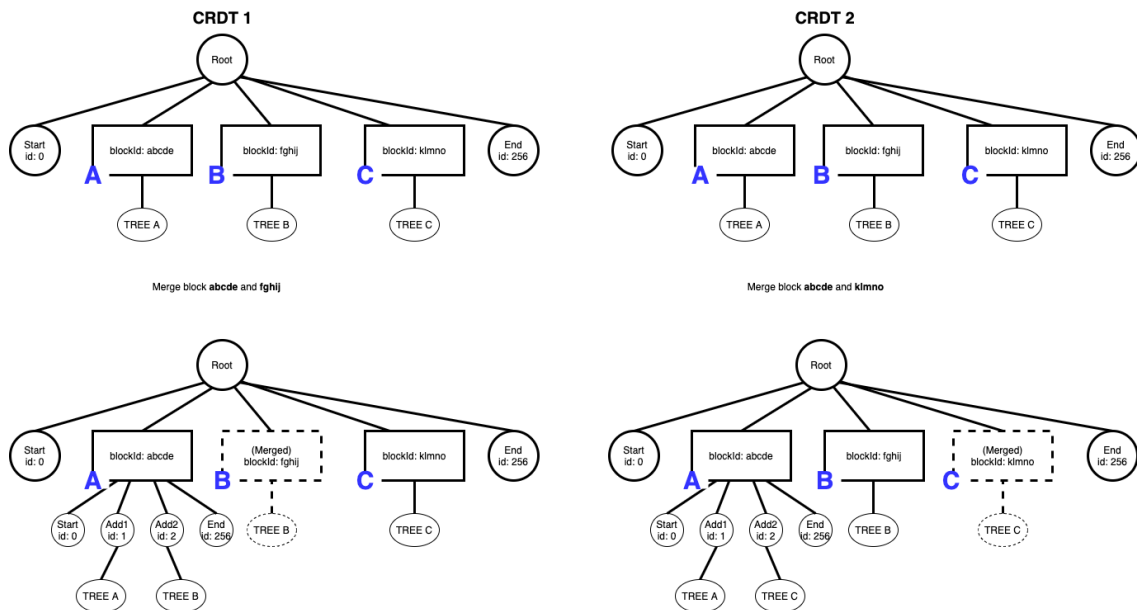 CRDT 1
CRDT 2
Root
Root
Start
id: 0
blockId: abcde
blockId: fghij
blockId: klmno
End
id: 256
Start
id: 0
blockId: abcde
blockId: fghij
blockId: klmno
End
id: 256
A
B
C
A
B
C
TREE A
TREE B
TREE C
TREE A
TREE B
TREE C
Merge block abcde and fghij
Merge block abcde and klmno
Root
Root
Start
id: 0
blockId: abcde
(Merged)
blockId: fghij
blockId: klmno
End
id: 256
Start
id: 0
blockId: abcde
blockId: fghij
(Merged)
blockId: klmno
End
id: 256
A
B
C
A
B
C
Start
id: 0
Add1
id: 1
Add2
id: 2
End
id: 256
TREE B
TREE C
Start
id: 0
Add1
id: 1
Add2
id: 2
End
id: 256
TREE B
TREE C
TREE A
TREE B
TREE A
TREE C